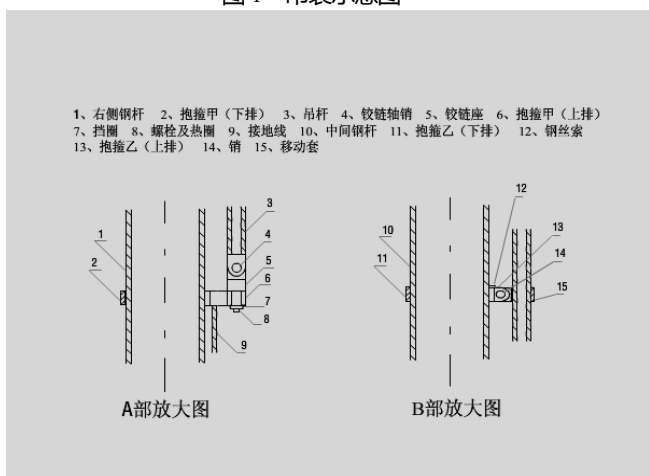 图1 吊装示意图
1、右侧钢杆 2、抱箍甲（下排） 3、吊杆 4、铰链轴销 5、铰链座 6、抱箍甲（上排）
7、挡圈 8、螺栓及热圈 9、接地线 10、中间钢杆 11、抱箍乙（下排） 12、钢丝索
13、抱箍乙（上排） 14、销 15、移动套
1
2
3
4
5
6
7
8
9
10
11
12
13
14
15
A部放大图
B部放大图